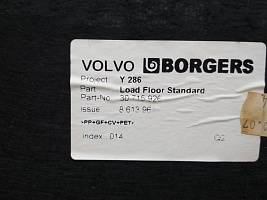 VOLVO BORGERS
Project Y 286
Part Load Floor Standard
Part-No 30 715 926
Issue 8 613 96
>PP+GF+CV+PET<
index 014 G2